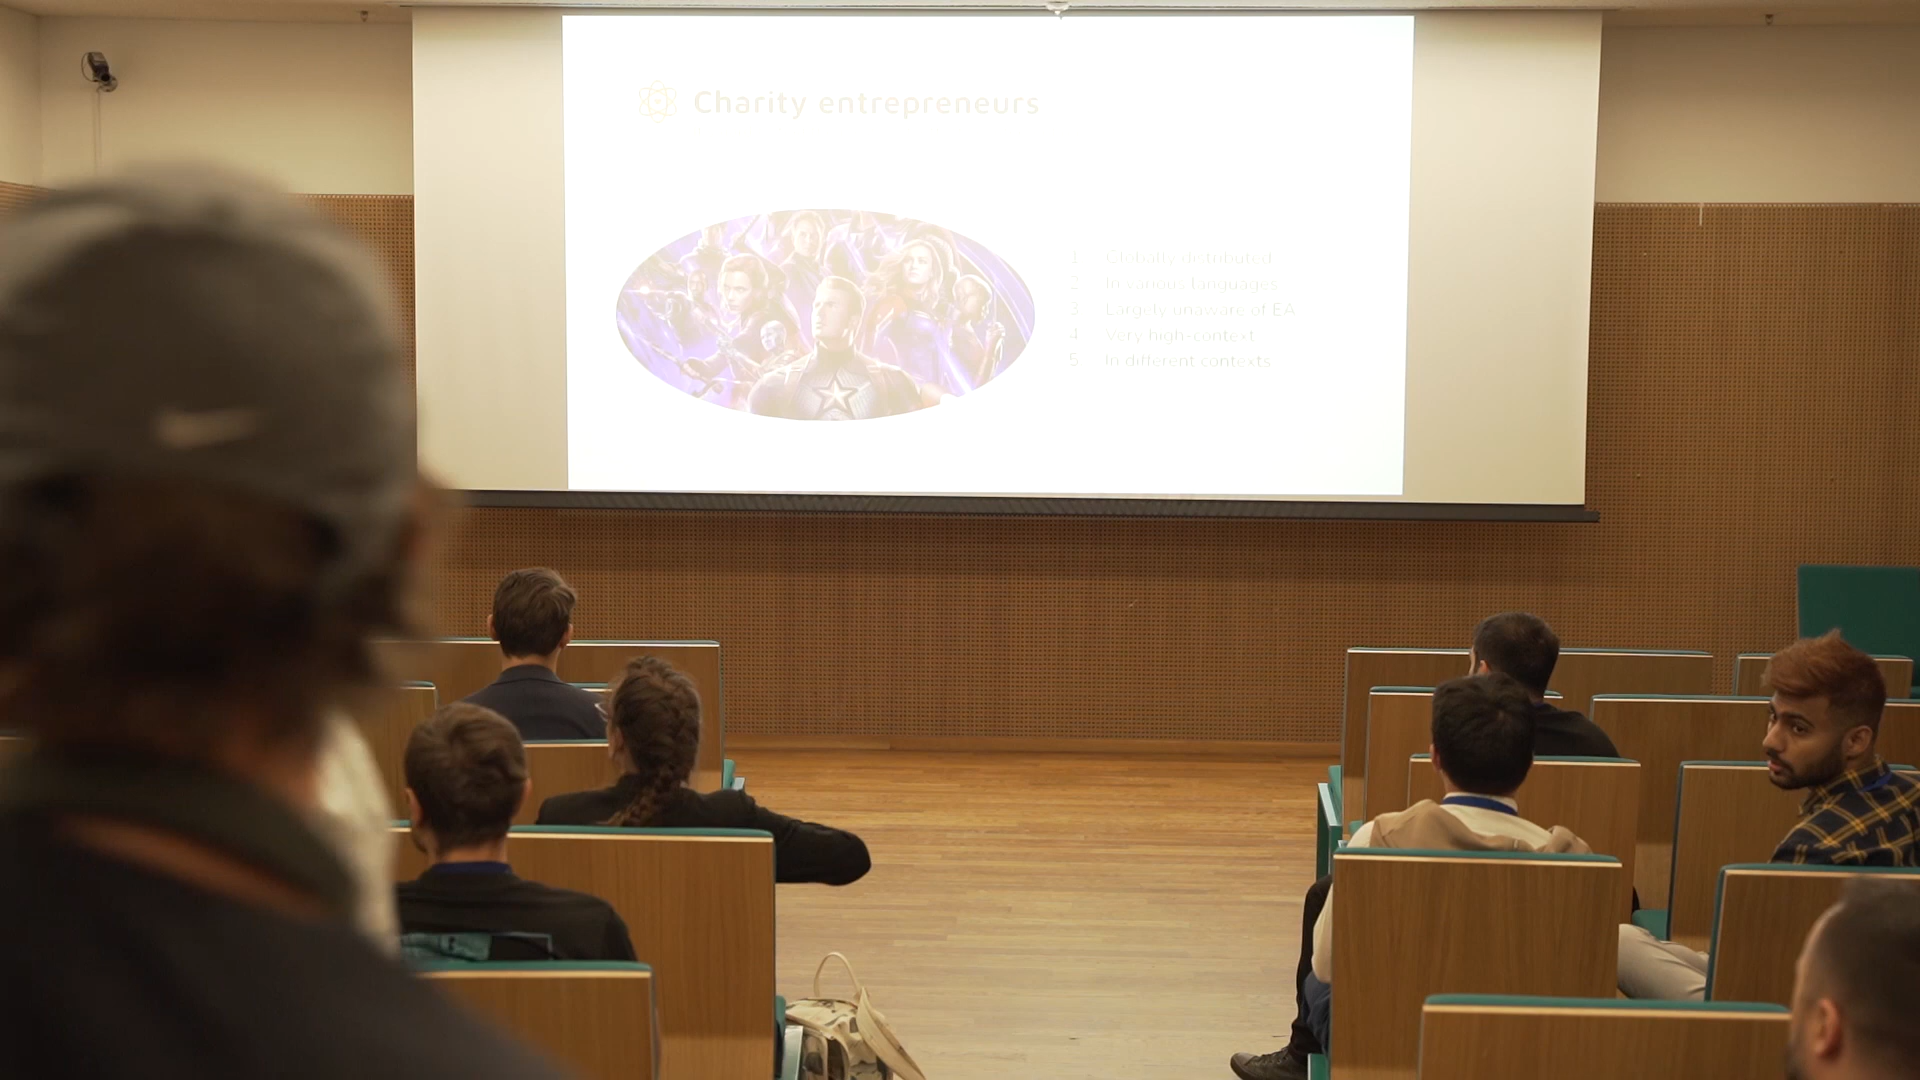 Charity entrepreneurs
1 Globally distributed
2 In various languages
3 Largely unaware of EA
4 Very high-context
5 In different contexts